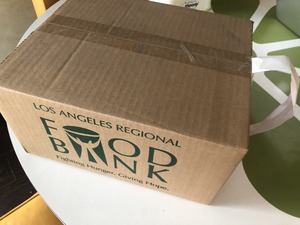 LOS ANGELES REGIONAL
FOOD
BANK
Fighting Hunger. Giving Hope.